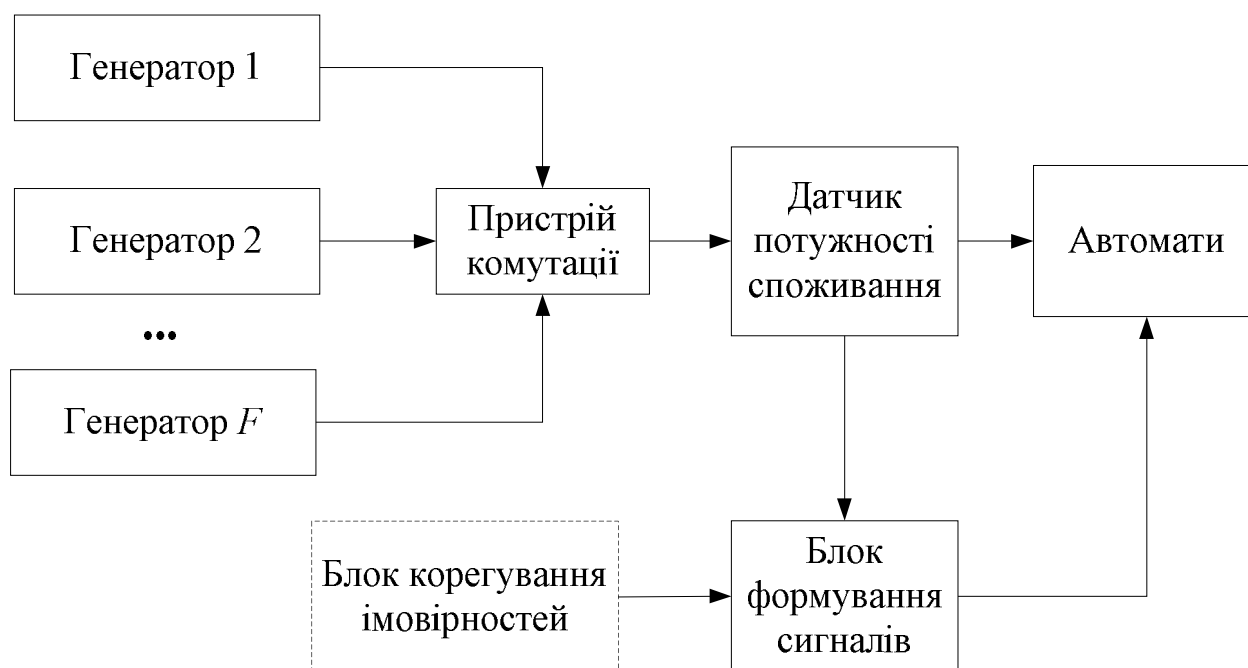 Генератор 1
Генератор 2
...
Генератор F
Пристрій
комутації
Датчик
потужності
споживання
Автомати
Блок корегування
імовірностей
Блок
формування
сигналів